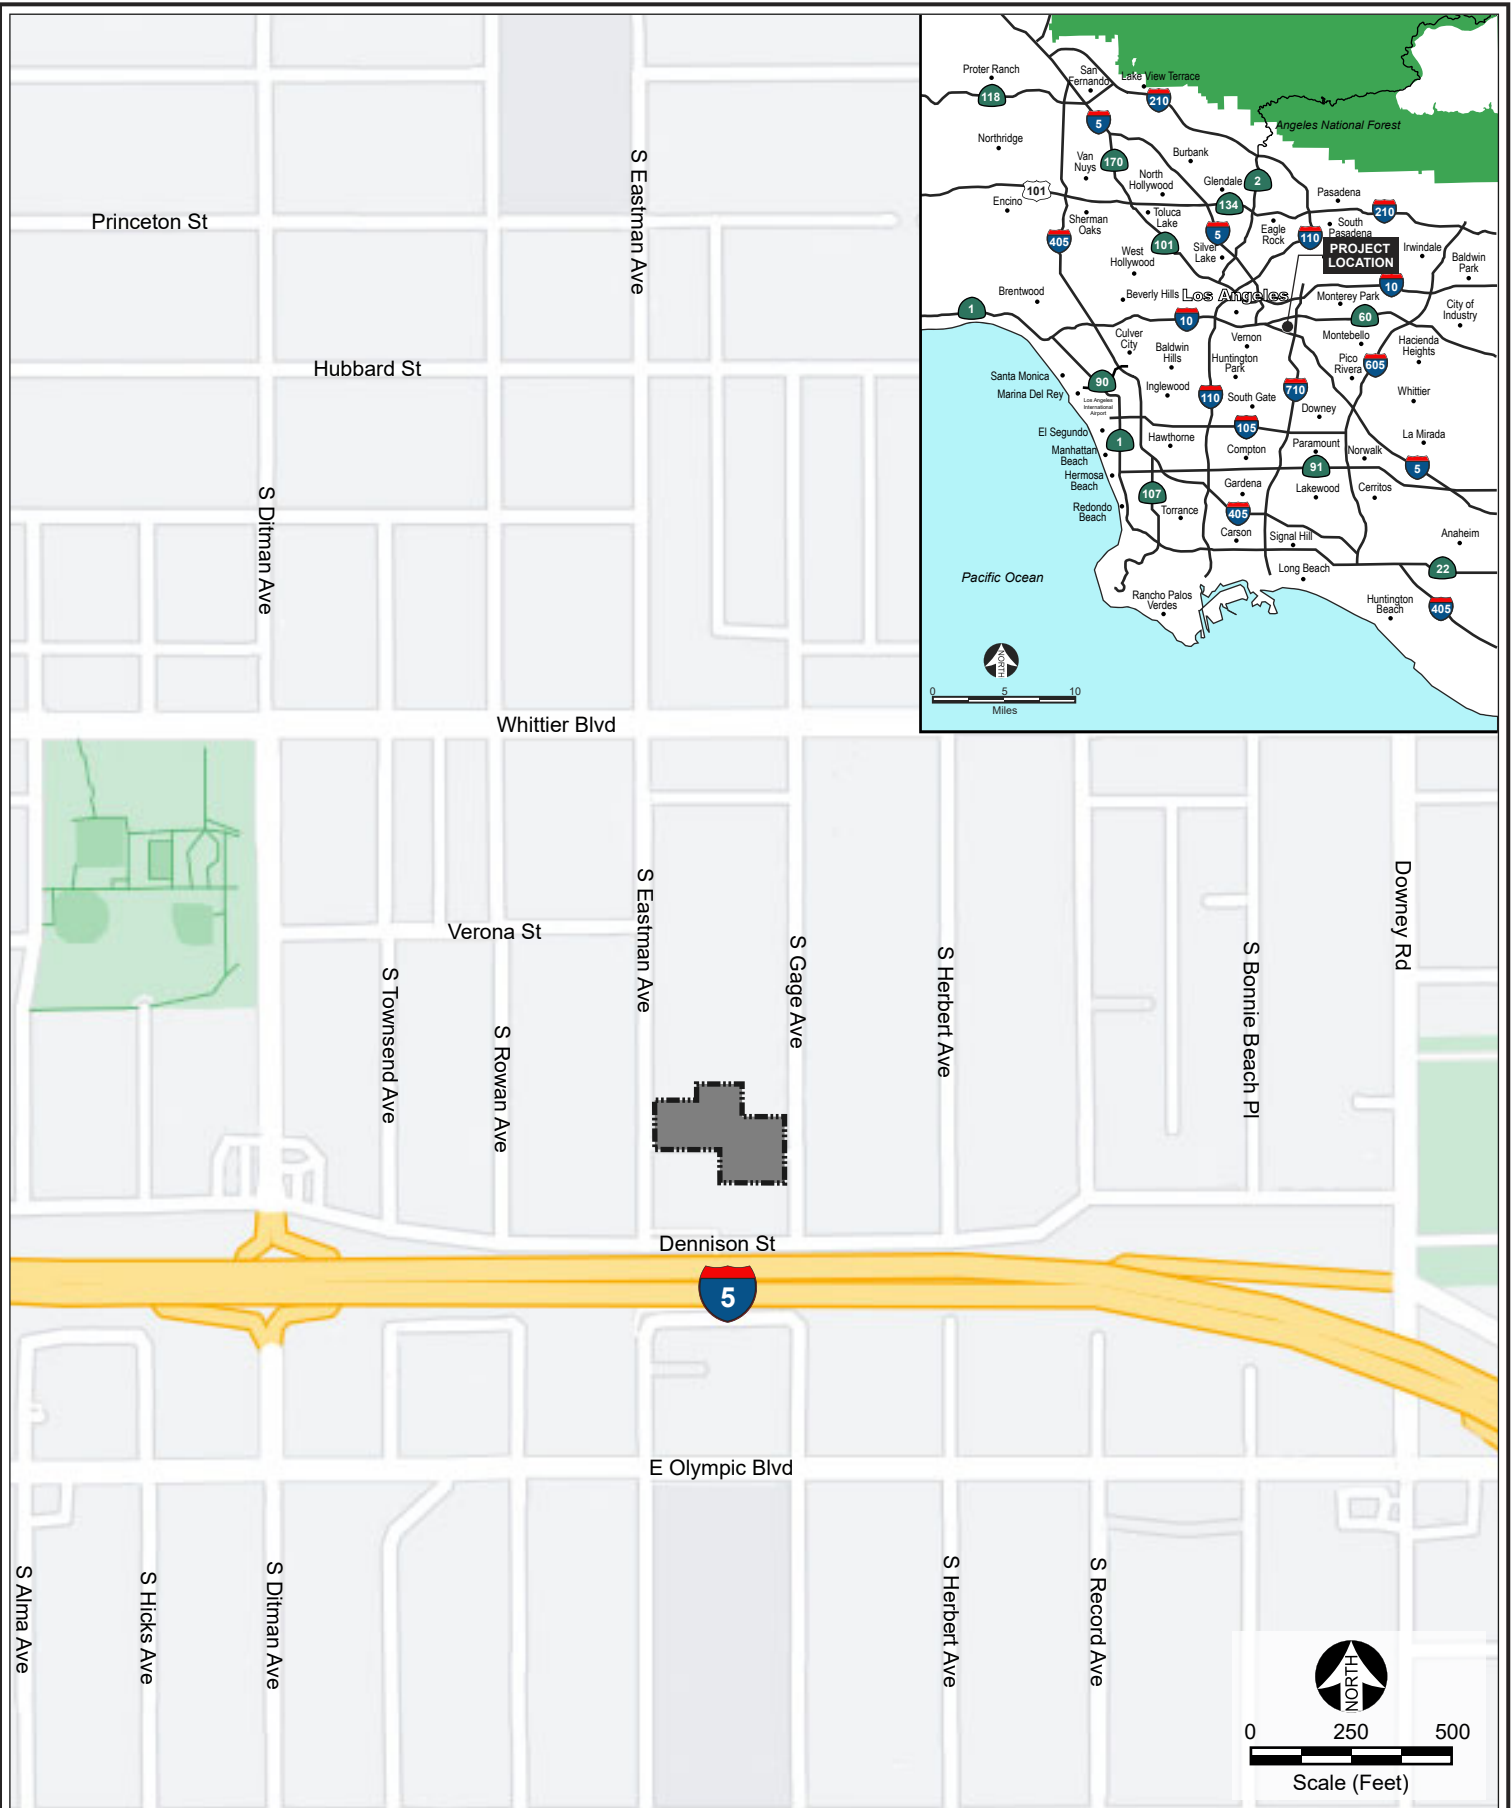 Proter Ranch
118
San
Fernando
Lake View Terrace
210
5
Angeles National Forest
Northridge
Van
Nuys
170
Burbank
North
Hollywood
Glendale
2
101
Encino
134
Pasadena
210
Sherman
Oaks
Toluca
Lake
405
101
5
Eagle
Rock
110
South
Pasadena
PROJECT
LOCATION
West
Hollywood
Silver
Lake
Irwindale
Baldwin
Park
Brentwood
Beverly Hills
Los Angeles
Monterey Park
10
1
10
60
City of
Industry
Culver
City
Baldwin
Hills
Vernon
Montebello
Hacienda
Heights
Huntington
Park
Pico
Rivera
605
Santa Monica
90
Marina Del Rey
Los Angeles
International
Airport
Inglewood
110
South Gate
710
Downey
Whittier
El Segundo
1
Hawthorne
105
Paramount
La Mirada
Manhattan
Beach
Compton
91
Norwalk
5
Hermosa
Beach
107
Gardena
Lakewood
Cerritos
Redondo
Beach
Torrance
405
Carson
Signal Hill
Anaheim
Pacific Ocean
Long Beach
22
Rancho Palos
Verdes
Huntington
Beach
405
NORTH
0 5 10
Miles
Princeton St
S Eastman Ave
Hubbard St
S Ditman Ave
Whittier Blvd
Verona St
S Eastman Ave
Downey Rd
S Townsend Ave
S Rowan Ave
S Gage Ave
S Herbert Ave
S Bonnie Beach Pl
Dennison St
5
E Olympic Blvd
S Alma Ave
S Hicks Ave
S Ditman Ave
S Herbert Ave
S Record Ave
NORTH
0 250 500
Scale (Feet)